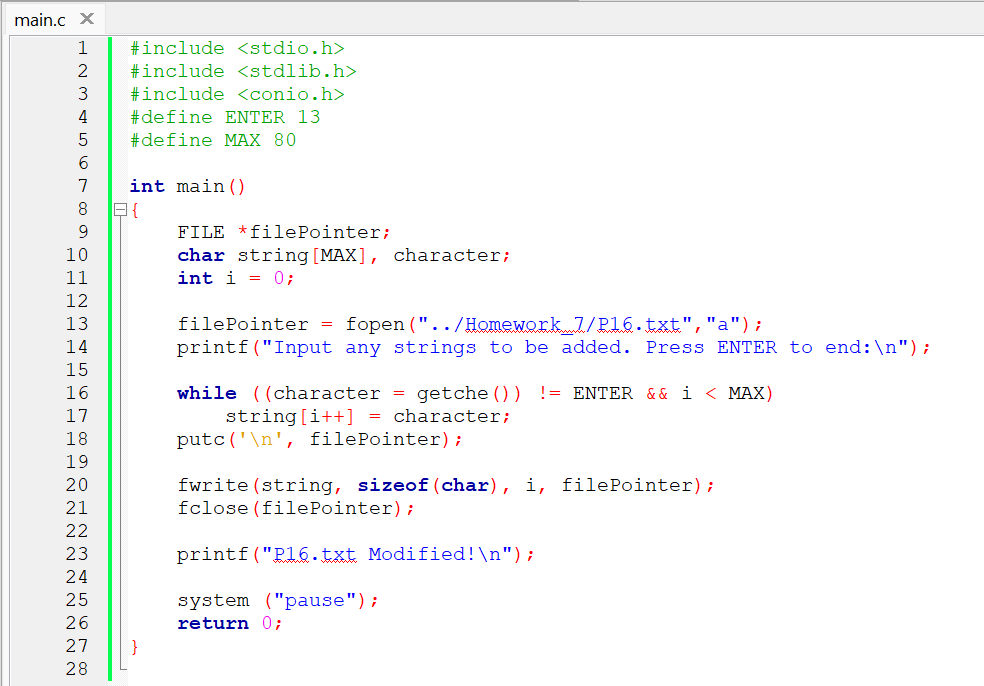 main.c ×
1 #include <stdio.h>
2 #include <stdlib.h>
3 #include <conio.h>
4 #define ENTER 13
5 #define MAX 80
6
7 int main()
8 {
9     FILE *filePointer;
10     char string[MAX], character;
11     int i = 0;
12
13     filePointer = fopen("../Homework_7/P16.txt","a");
14     printf("Input any strings to be added. Press ENTER to end:\n");
15
16     while ((character = getche()) != ENTER && i < MAX)
17         string[i++] = character;
18     putc('\n', filePointer);
19
20     fwrite(string, sizeof(char), i, filePointer);
21     fclose(filePointer);
22
23     printf("P16.txt Modified!\n");
24
25     system ("pause");
26     return 0;
27 }
28